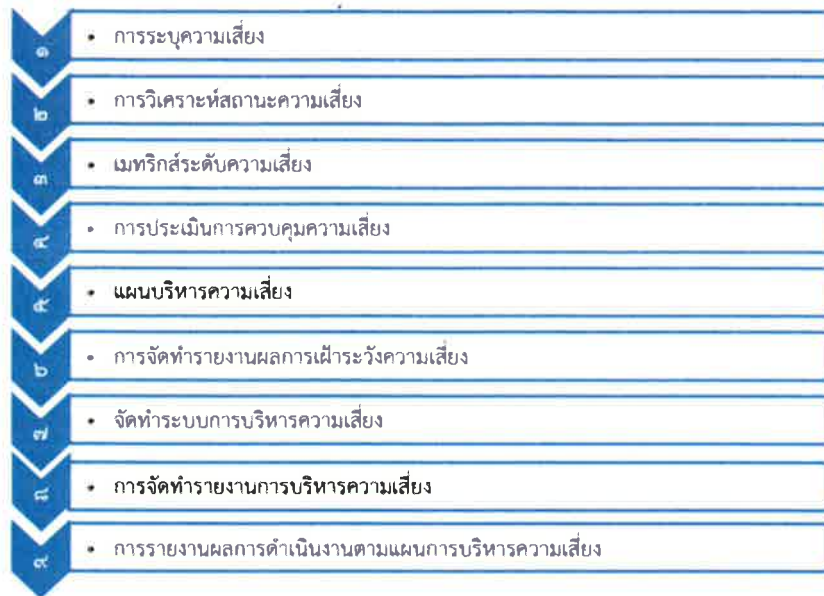 ๑ • การระบุความเสี่ยง
๒ • การวิเคราะห์สถานะความเสี่ยง
๓ • เมทริกส์ระดับความเสี่ยง
๔ • การประเมินการควบคุมความเสี่ยง
๕ • แผนบริหารความเสี่ยง
๖ • การจัดทำรายงานผลการเฝ้าระวังความเสี่ยง
๗ • จัดทำระบบการบริหารความเสี่ยง
๘ • การจัดทำรายงานการบริหารความเสี่ยง
๙ • การรายงานผลการดำเนินงานตามแผนการบริหารความเสี่ยง